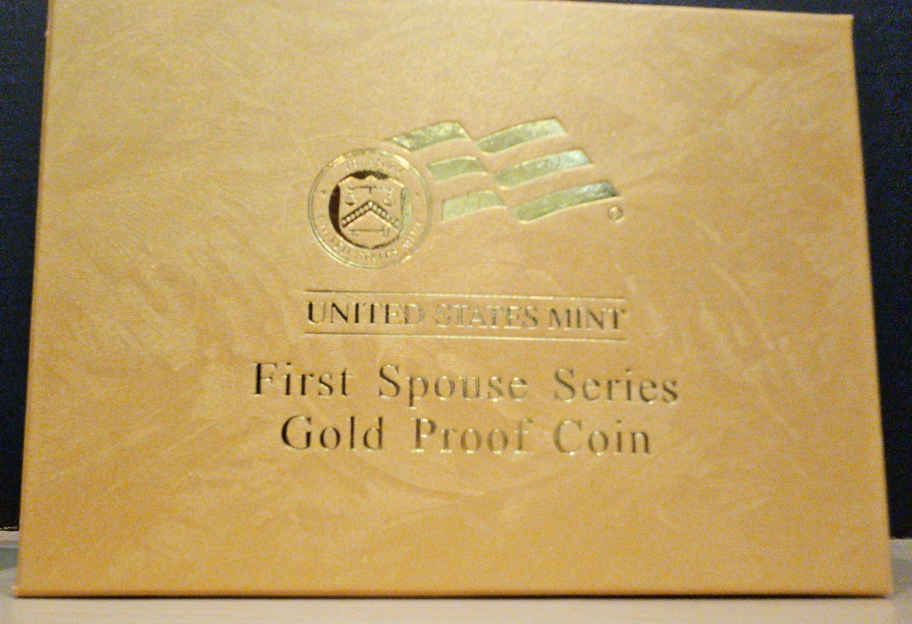 UNITED STATES MINT
First Spouse Series
Gold Proof Coin